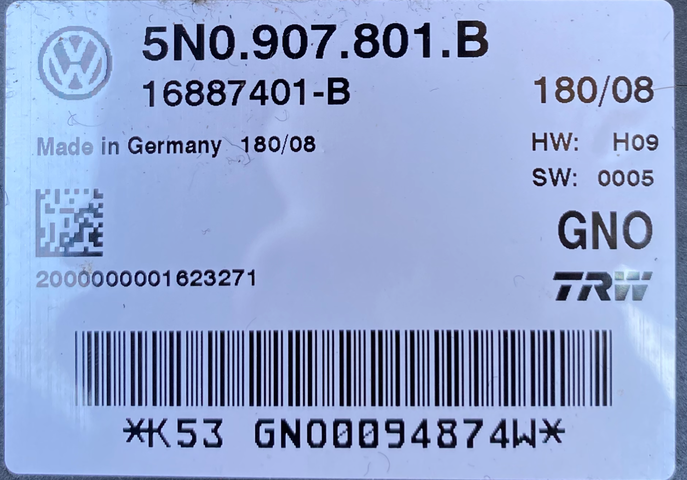 5N0.907.801.B
16887401-B 180/08
Made in Germany 180/08 HW: H09
SW: 0005
GNO
2000000001623271 TRW
*K53 GNO0094874W*